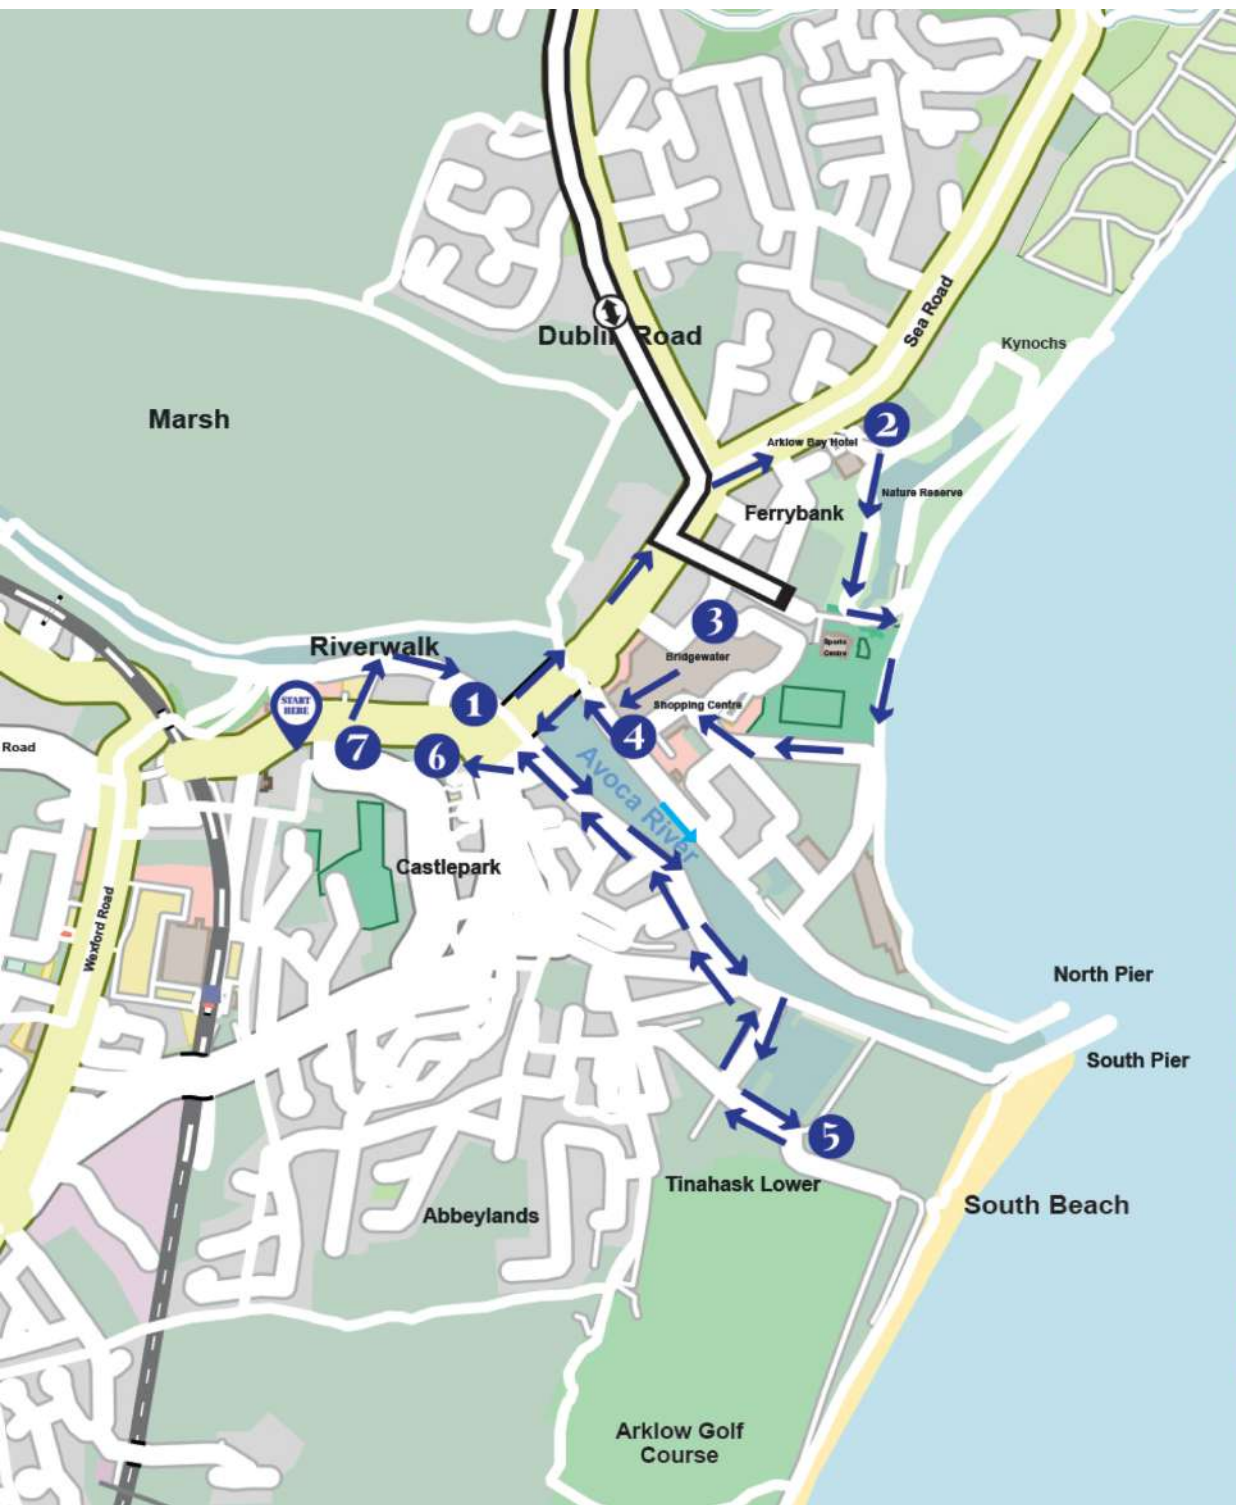 Sea Road
Dublin Road
Kynochs
Marsh
2
Arklow Bay Hotel
Nature Reserve
Ferrybank
3
Riverwalk
Sports
Centre
Bridgewater
START
HERE
1
Shopping Centre
Road
7
6
4
Avoca River
Castlepark
Wexford Road
North Pier
South Pier
5
Tinahask Lower
South Beach
Abbeylands
Arklow Golf
Course